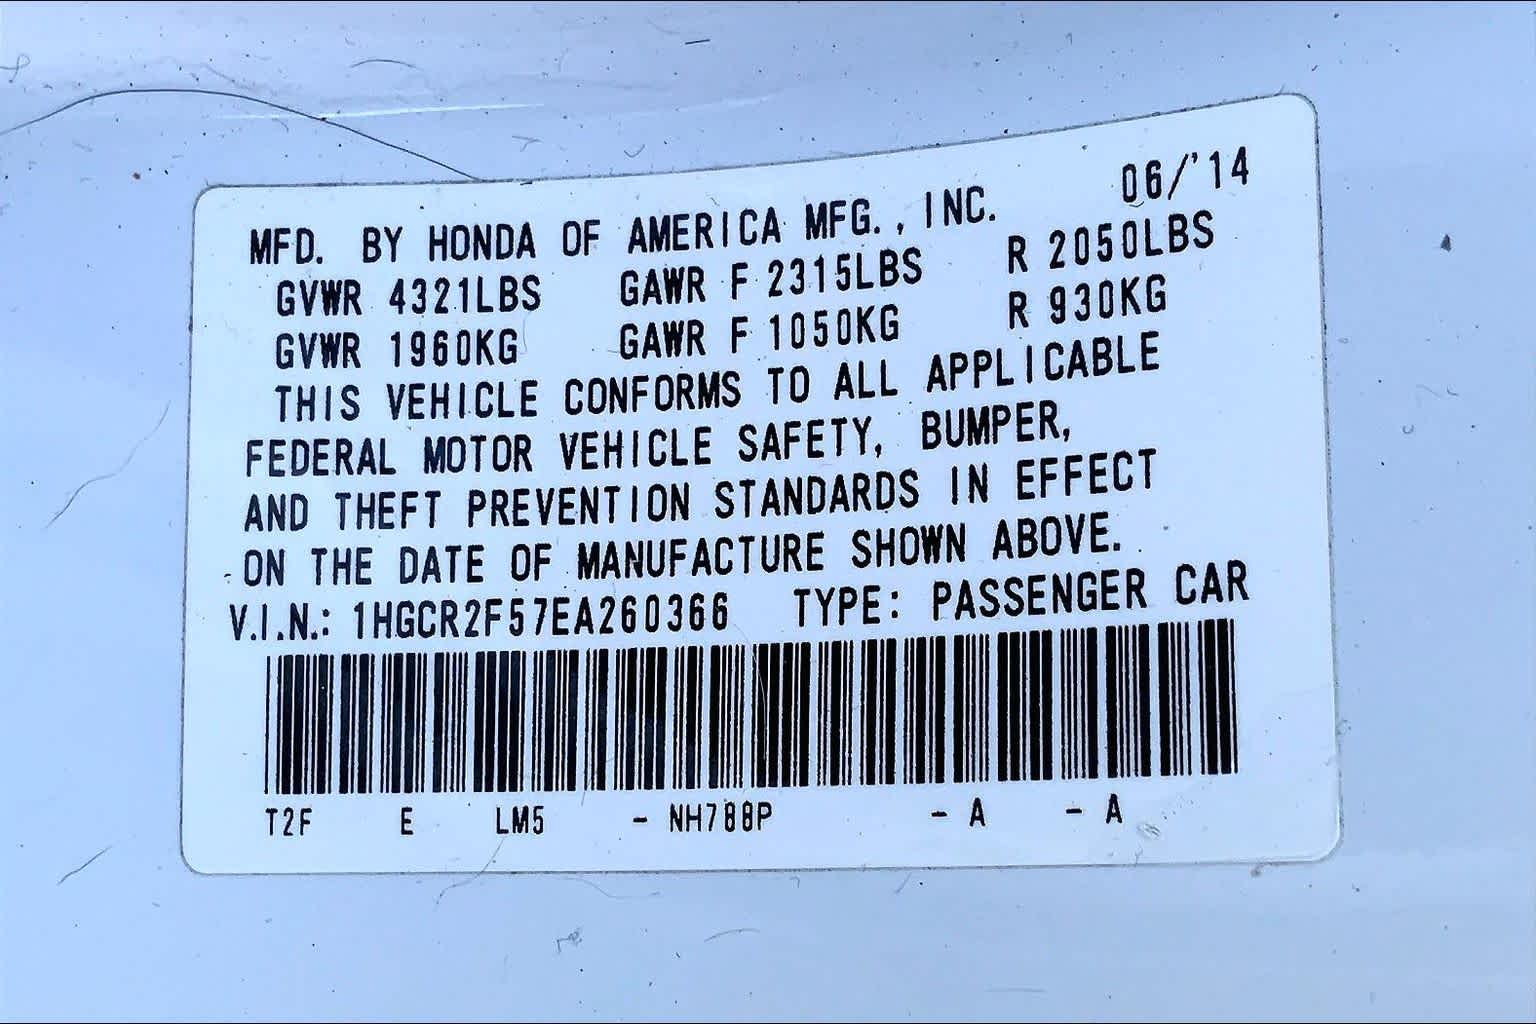 06/'14
MFD. BY HONDA OF AMERICA MFG., INC.
GVWR 4321LBS GAWR F 2315LBS R 2050LBS
GVWR 1960KG GAWR F 1050KG R 930KG
THIS VEHICLE CONFORMS TO ALL APPLICABLE
FEDERAL MOTOR VEHICLE SAFETY, BUMPER,
AND THEFT PREVENTION STANDARDS IN EFFECT
ON THE DATE OF MANUFACTURE SHOWN ABOVE.
V.I.N.: 1HGCR2F57EA260366 TYPE: PASSENGER CAR
T2F E LM5 - NH788P - A - A